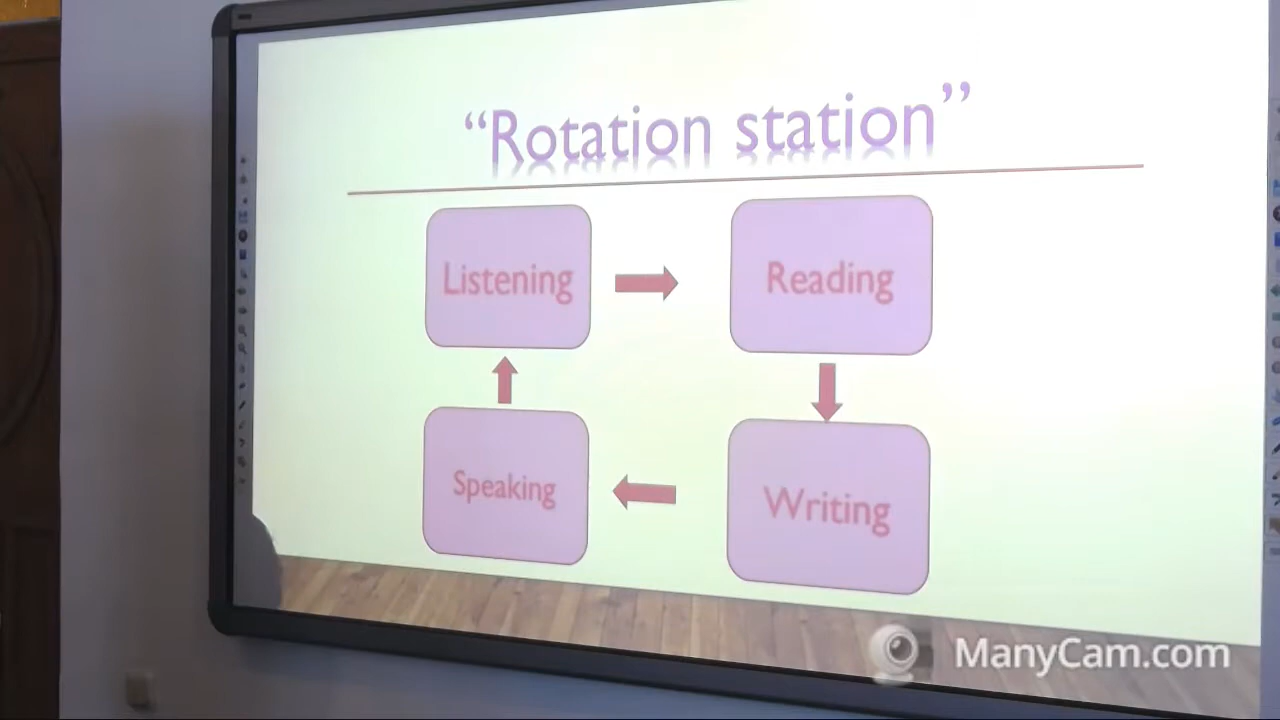 “Rotation station”
Listening
Reading
Speaking
Writing
ManyCam.com